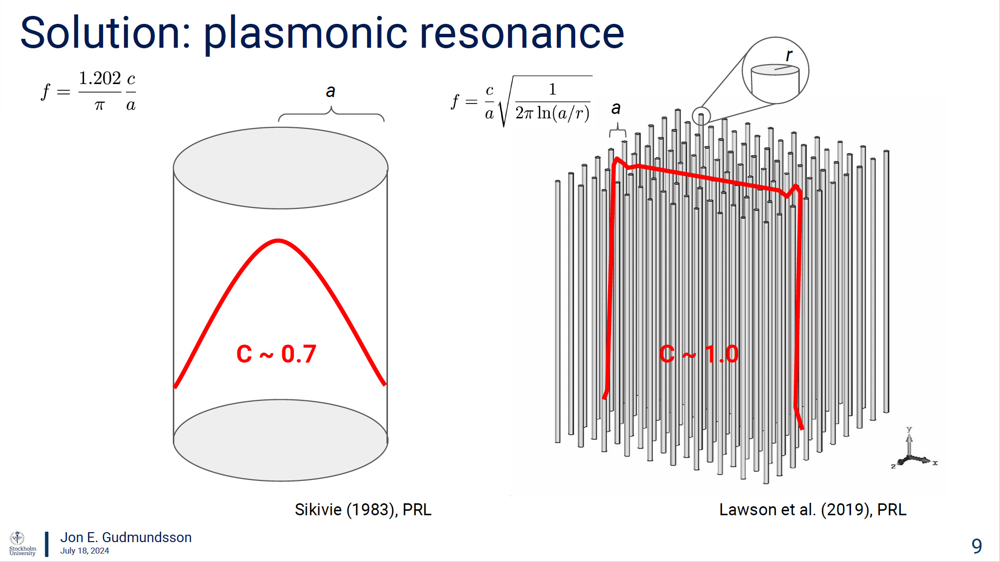 Solution: plasmonic resonance
f = \frac{1.202}{\pi} \frac{c}{a}
a
f = \frac{c}{a} \sqrt{\frac{1}{2\pi \ln(a/r)}}
a
r
C ~ 0.7
C ~ 1.0
y
z
x
Sikivie (1983), PRL
Lawson et al. (2019), PRL
Stockholm
University
Jon E. Gudmundsson
July 18, 2024
9